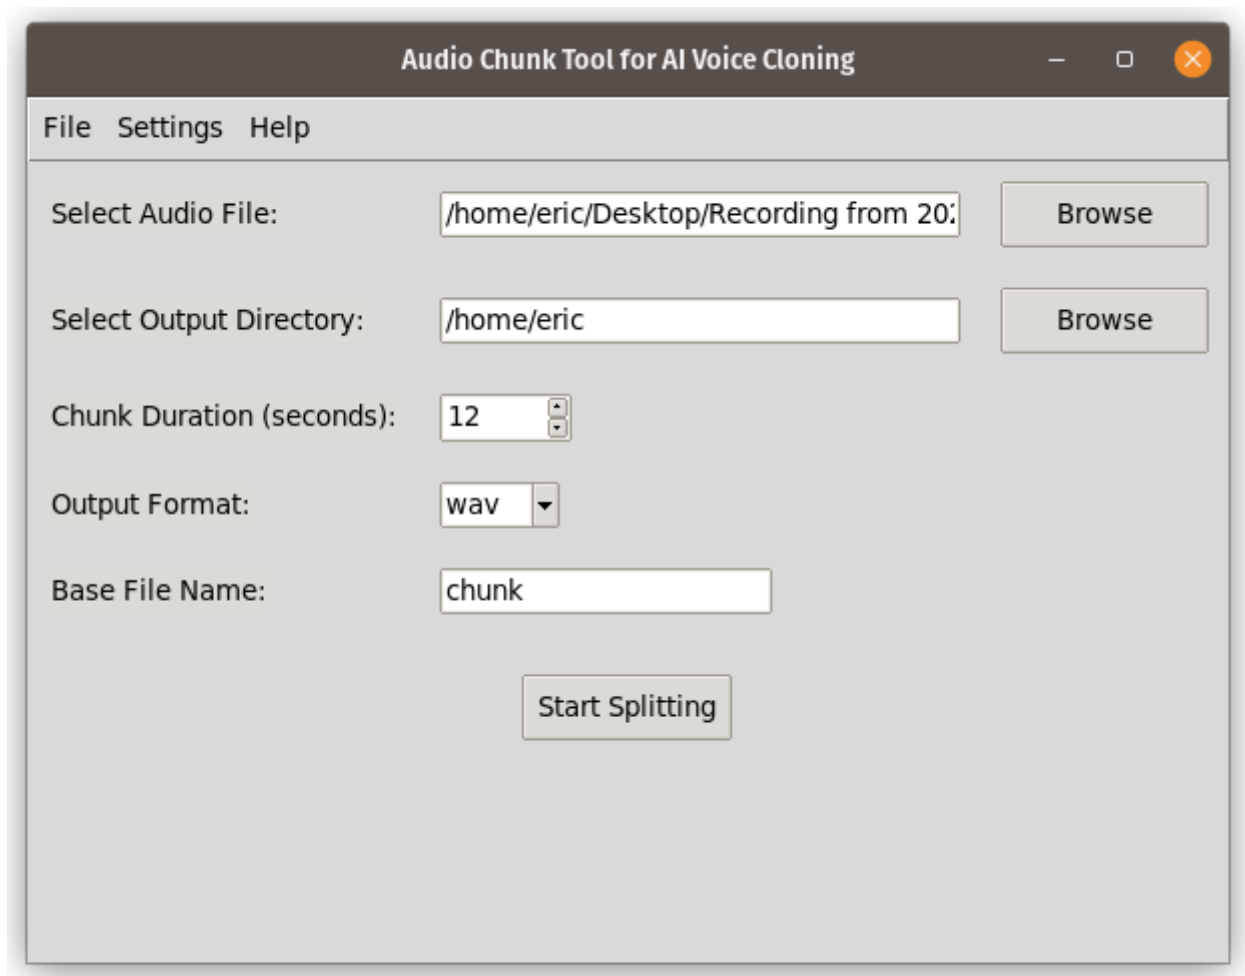 Audio Chunk Tool for AI Voice Cloning
File Settings Help
Select Audio File: /home/eric/Desktop/Recording from 202 Browse
Select Output Directory: /home/eric Browse
Chunk Duration (seconds): 12
Output Format: wav
Base File Name: chunk
Start Splitting